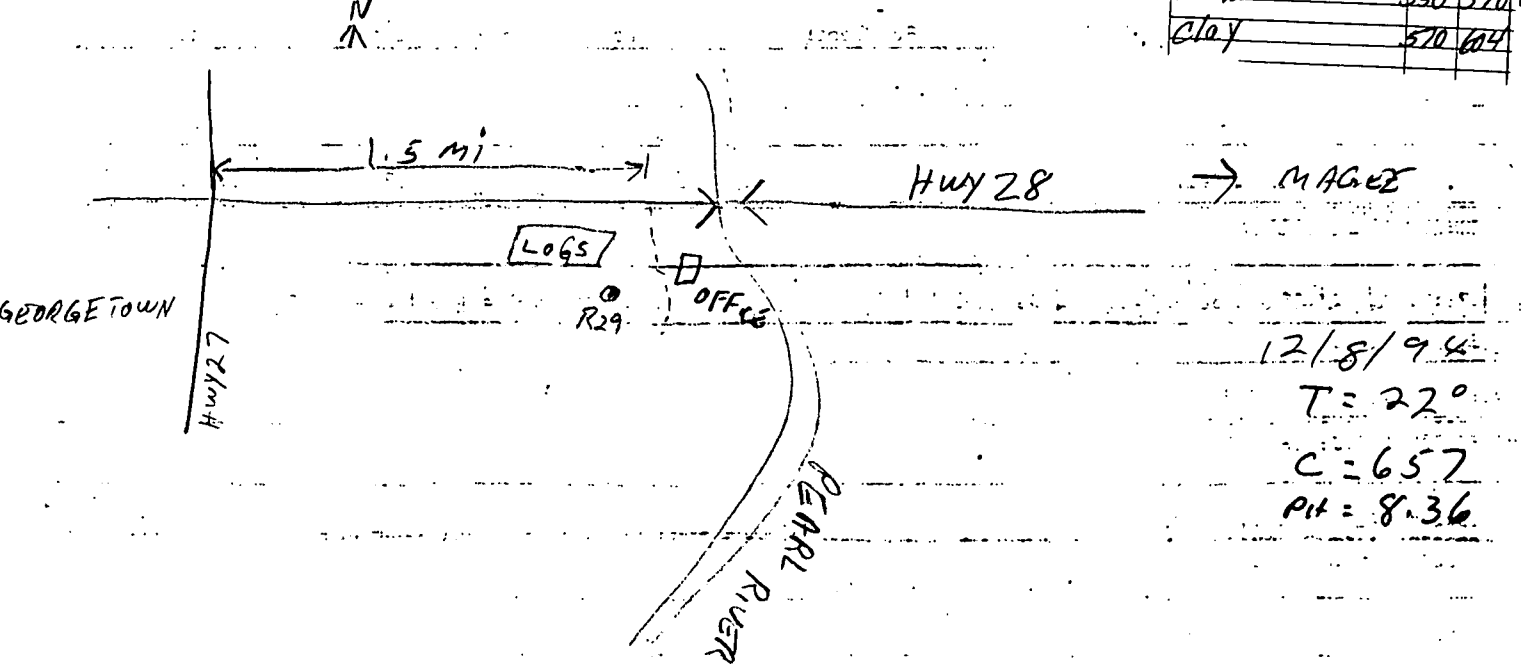 N
Clay 570 604
1.5 mi
HWY 28 → MAGEE
LOGS
OFFICE
R29
GEORGETOWN
HWY 27
PEARL RIVER
12/8/94
T = 22°
C = 657
PH = 8.36